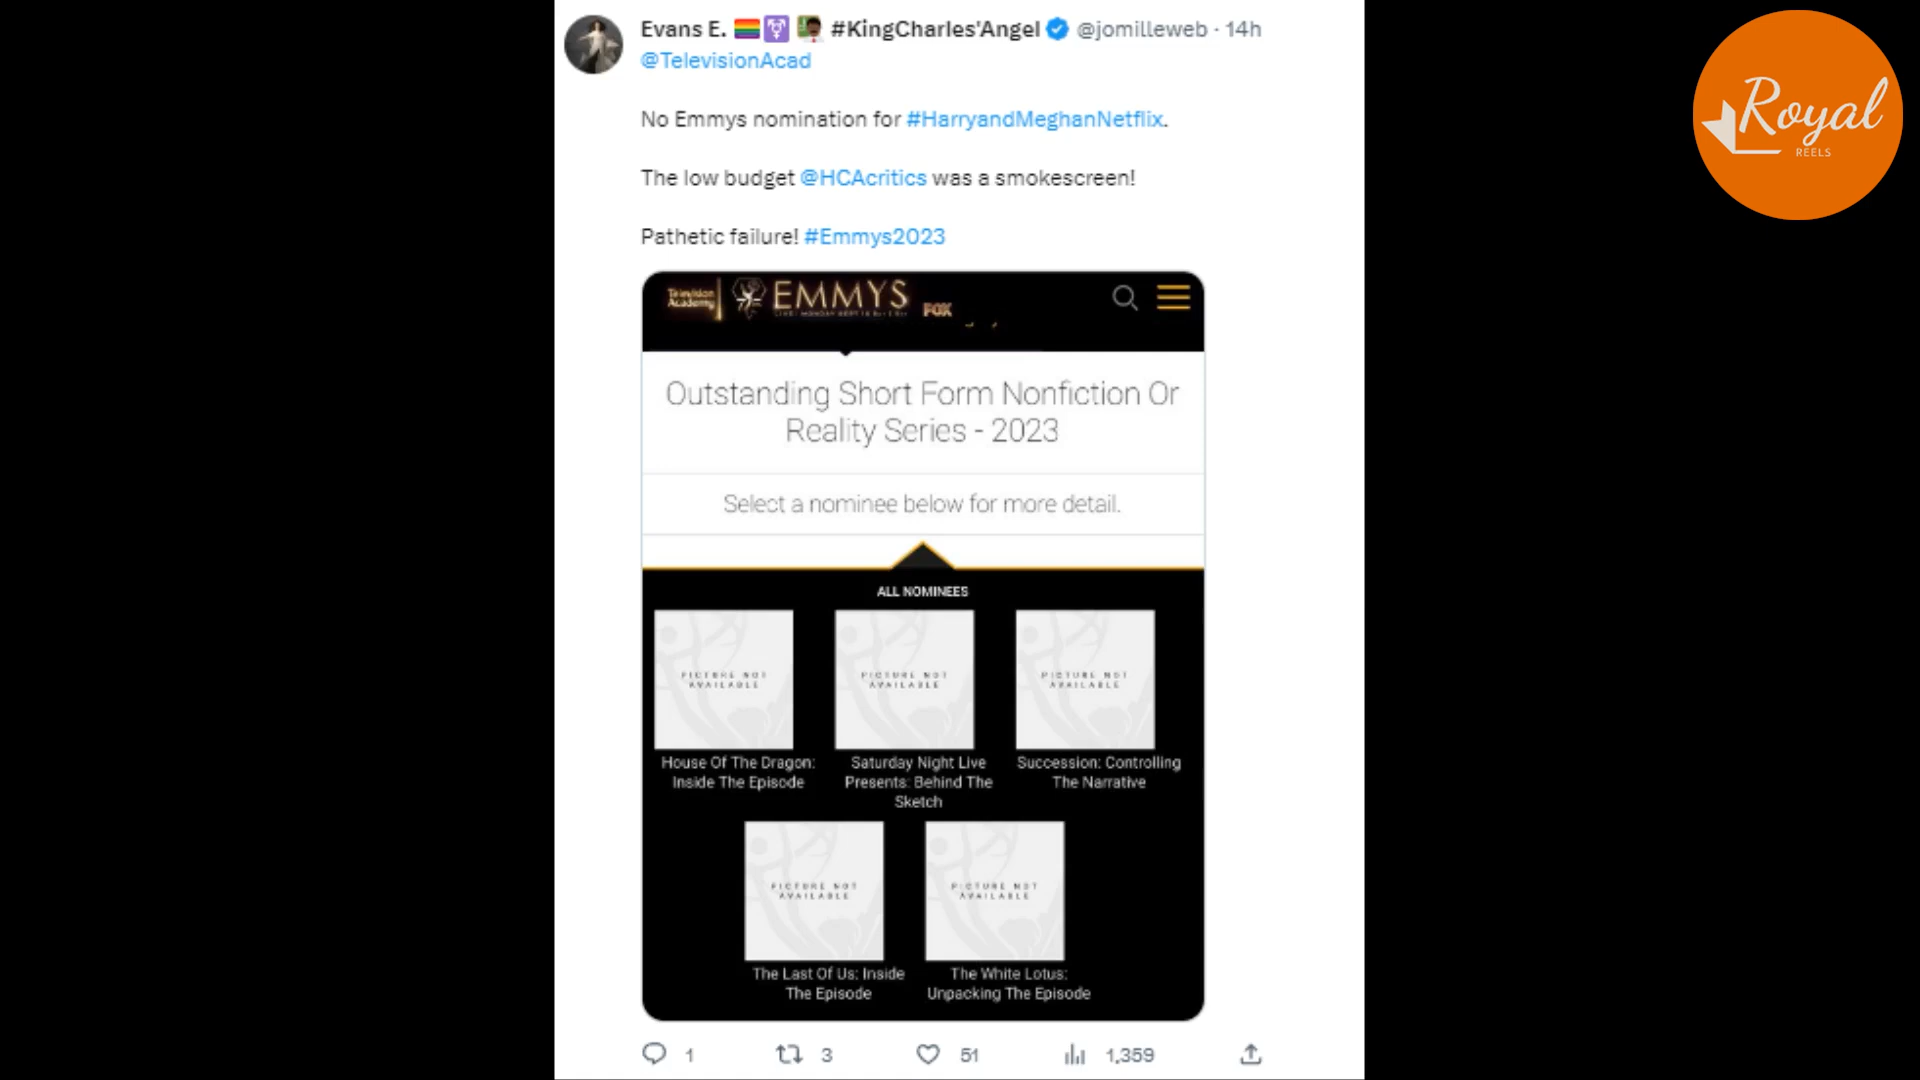 Evans E. #KingCharles'Angel @jomilleweb · 14h
@TelevisionAcad
No Emmys nomination for #HarryandMeghanNetflix.
The low budget @HCAcritics was a smokescreen!
Pathetic failure! #Emmys2023
Television Academy
EMMYS
FOX
Outstanding Short Form Nonfiction Or
Reality Series - 2023
Select a nominee below for more detail.
ALL NOMINEES
PICTURE NOT
AVAILABLE
PICTURE NOT
AVAILABLE
PICTURE NOT
AVAILABLE
House Of The Dragon:
Inside The Episode
Saturday Night Live
Presents: Behind The
Sketch
Succession: Controlling
The Narrative
PICTURE NOT
AVAILABLE
PICTURE NOT
AVAILABLE
The Last Of Us: Inside
The Episode
The White Lotus:
Unpacking The Episode
1 3 51 1,359
Royal
REELS